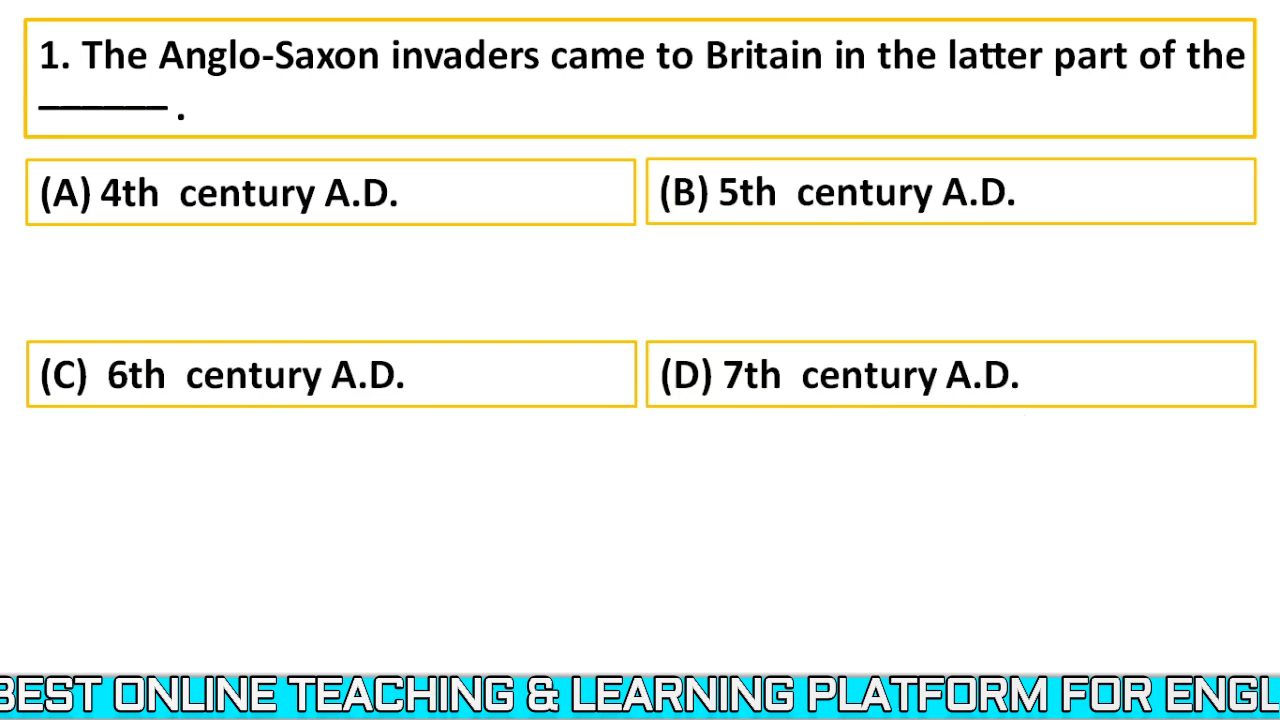 1. The Anglo-Saxon invaders came to Britain in the latter part of the
______ .
(A) 4th century A.D.
(B) 5th century A.D.
(C) 6th century A.D.
(D) 7th century A.D.
BEST ONLINE TEACHING & LEARNING PLATFORM FOR ENGL